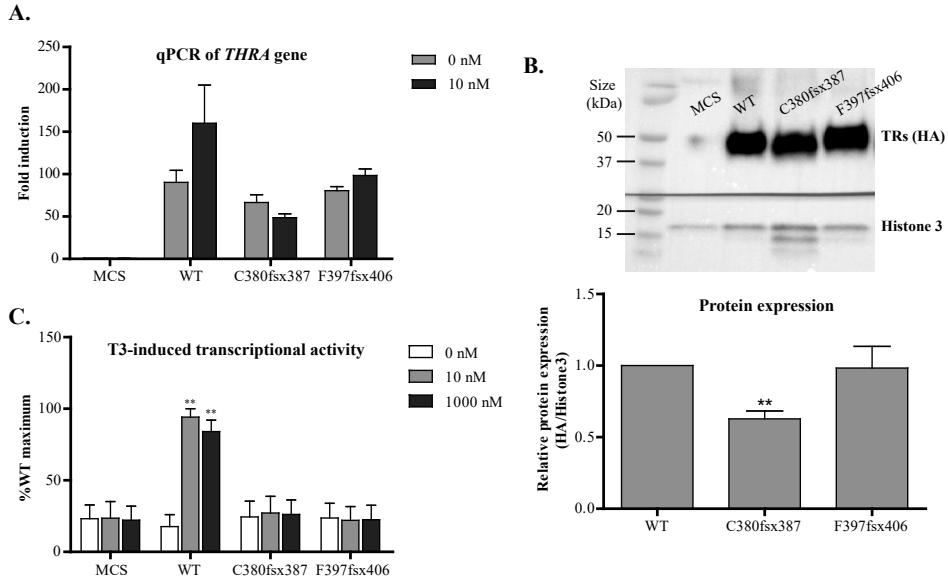 A.
qPCR of THRA gene
0 nM
10 nM
Fold induction
250
200
150
100
50
0
MCS WT C380fsx387 F397fsx406
B.
Size
(kDa)
MCS WT C380fsx387 F397fsx406
50
37
20
15
TRs (HA)
Histone 3
Protein expression
Relative protein expression
(HA/Histone3)
1.5
1.0
0.5
0.0
**
WT C380fsx387 F397fsx406
C.
T3-induced transcriptional activity
0 nM
10 nM
1000 nM
%WT maximum
150
100
50
0
** **
MCS WT C380fsx387 F397fsx406